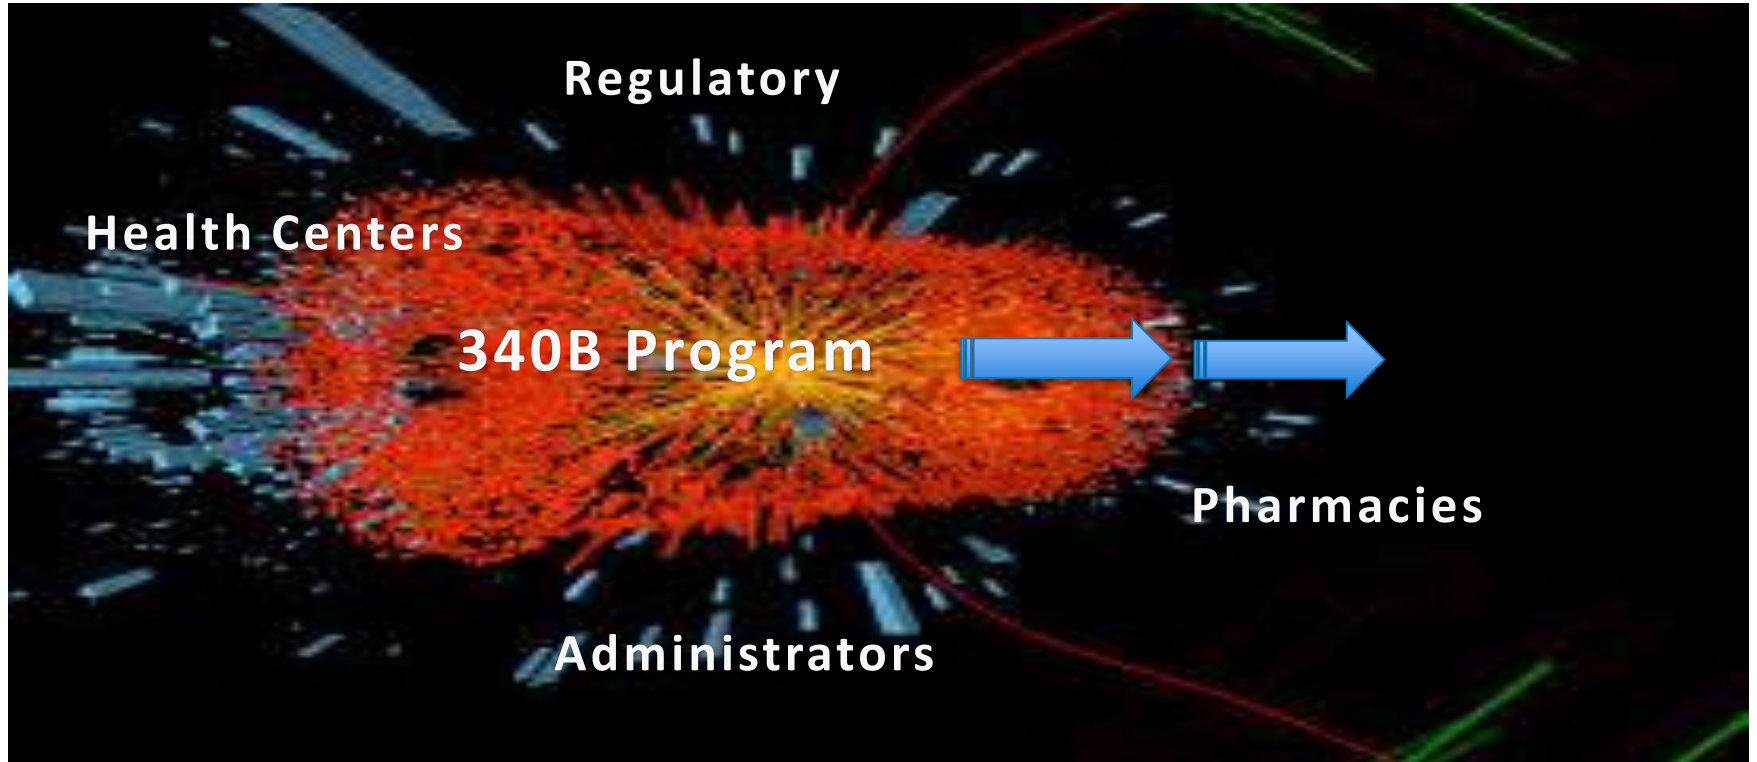 Regulatory
Health Centers
340B Program
Pharmacies
Administrators